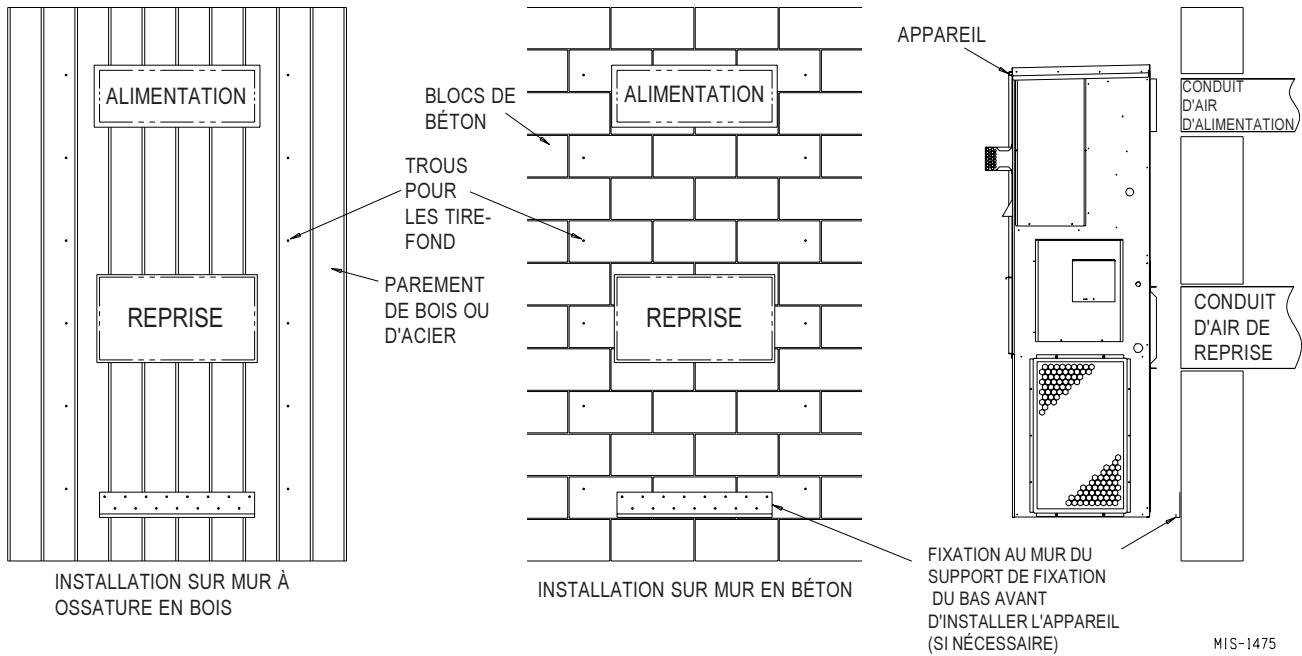 ALIMENTATION
REPRISE
INSTALLATION SUR MUR À
OSSATURE EN BOIS
BLOCS DE
BÉTON
TROUS
POUR
LES TIRE-
FOND
PAREMENT
DE BOIS OU
D'ACIER
ALIMENTATION
REPRISE
INSTALLATION SUR MUR EN BÉTON
APPAREIL
CONDUIT
D'AIR
D'ALIMENTATION
CONDUIT
D'AIR DE
REPRISE
FIXATION AU MUR DU
SUPPORT DE FIXATION
DU BAS AVANT
D'INSTALLER L'APPAREIL
(SI NÉCESSAIRE)
MIS-1475